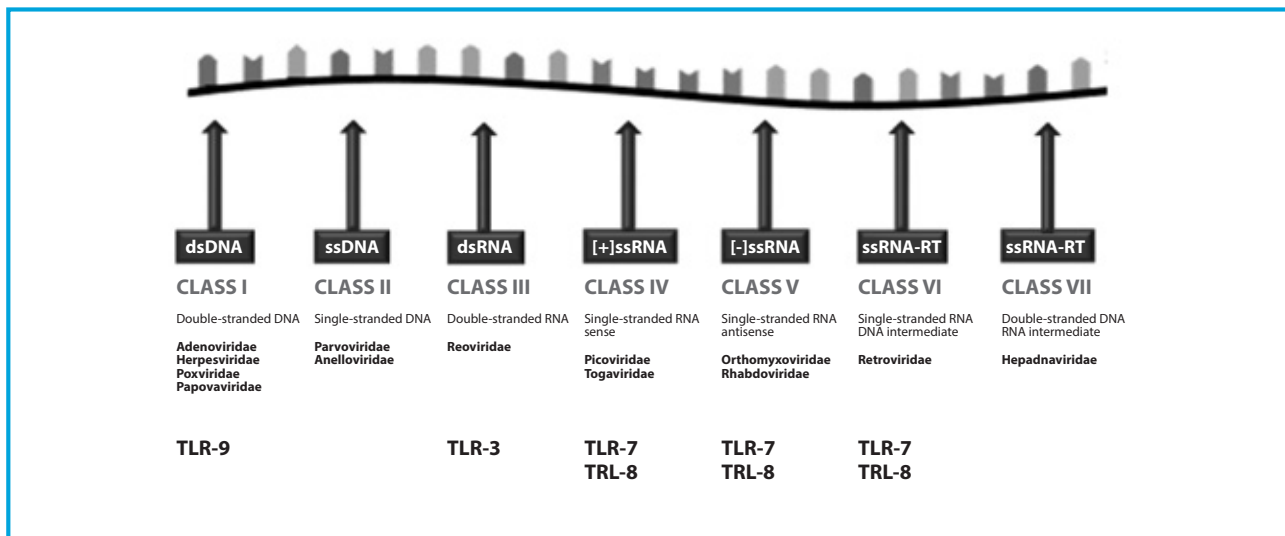 dsDNA
ssDNA
dsRNA
[+]ssRNA
[-]ssRNA
ssRNA-RT
ssRNA-RT
CLASS I
CLASS II
CLASS III
CLASS IV
CLASS V
CLASS VI
CLASS VII
Double-stranded DNA
Single-stranded DNA
Double-stranded RNA
Single-stranded RNA
sense
Single-stranded RNA
antisense
Single-stranded RNA
DNA intermediate
Double-stranded DNA
RNA intermediate
Adenoviridae
Herpesviridae
Poxviridae
Papovaviridae
Parvoviridae
Anelloviridae
Reoviridae
Picoviridae
Togaviridae
Orthomyxoviridae
Rhabdoviridae
Retroviridae
Hepadnaviridae
TLR-9
TLR-3
TLR-7
TRL-8
TLR-7
TRL-8
TLR-7
TRL-8